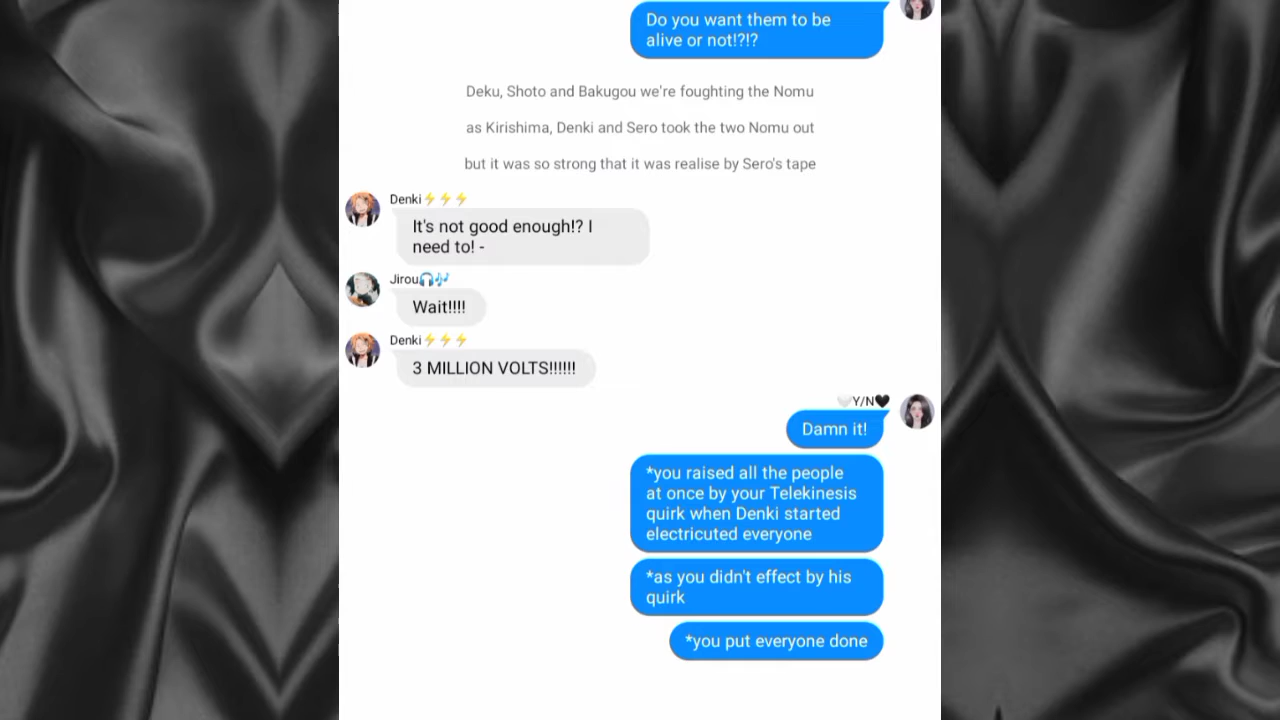 Do you want them to be
alive or not!?!?
Deku, Shoto and Bakugou we're foughting the Nomu
as Kirishima, Denki and Sero took the two Nomu out
but it was so strong that it was realise by Sero's tape
Denki⚡⚡⚡
It's not good enough!? I
need to! -
Jirou🎧🎶
Wait!!!!
Denki⚡⚡⚡
3 MILLION VOLTS!!!!!!
🤍Y/N🖤
Damn it!
*you raised all the people
at once by your Telekinesis
quirk when Denki started
electricuted everyone
*as you didn't effect by his
quirk
*you put everyone done